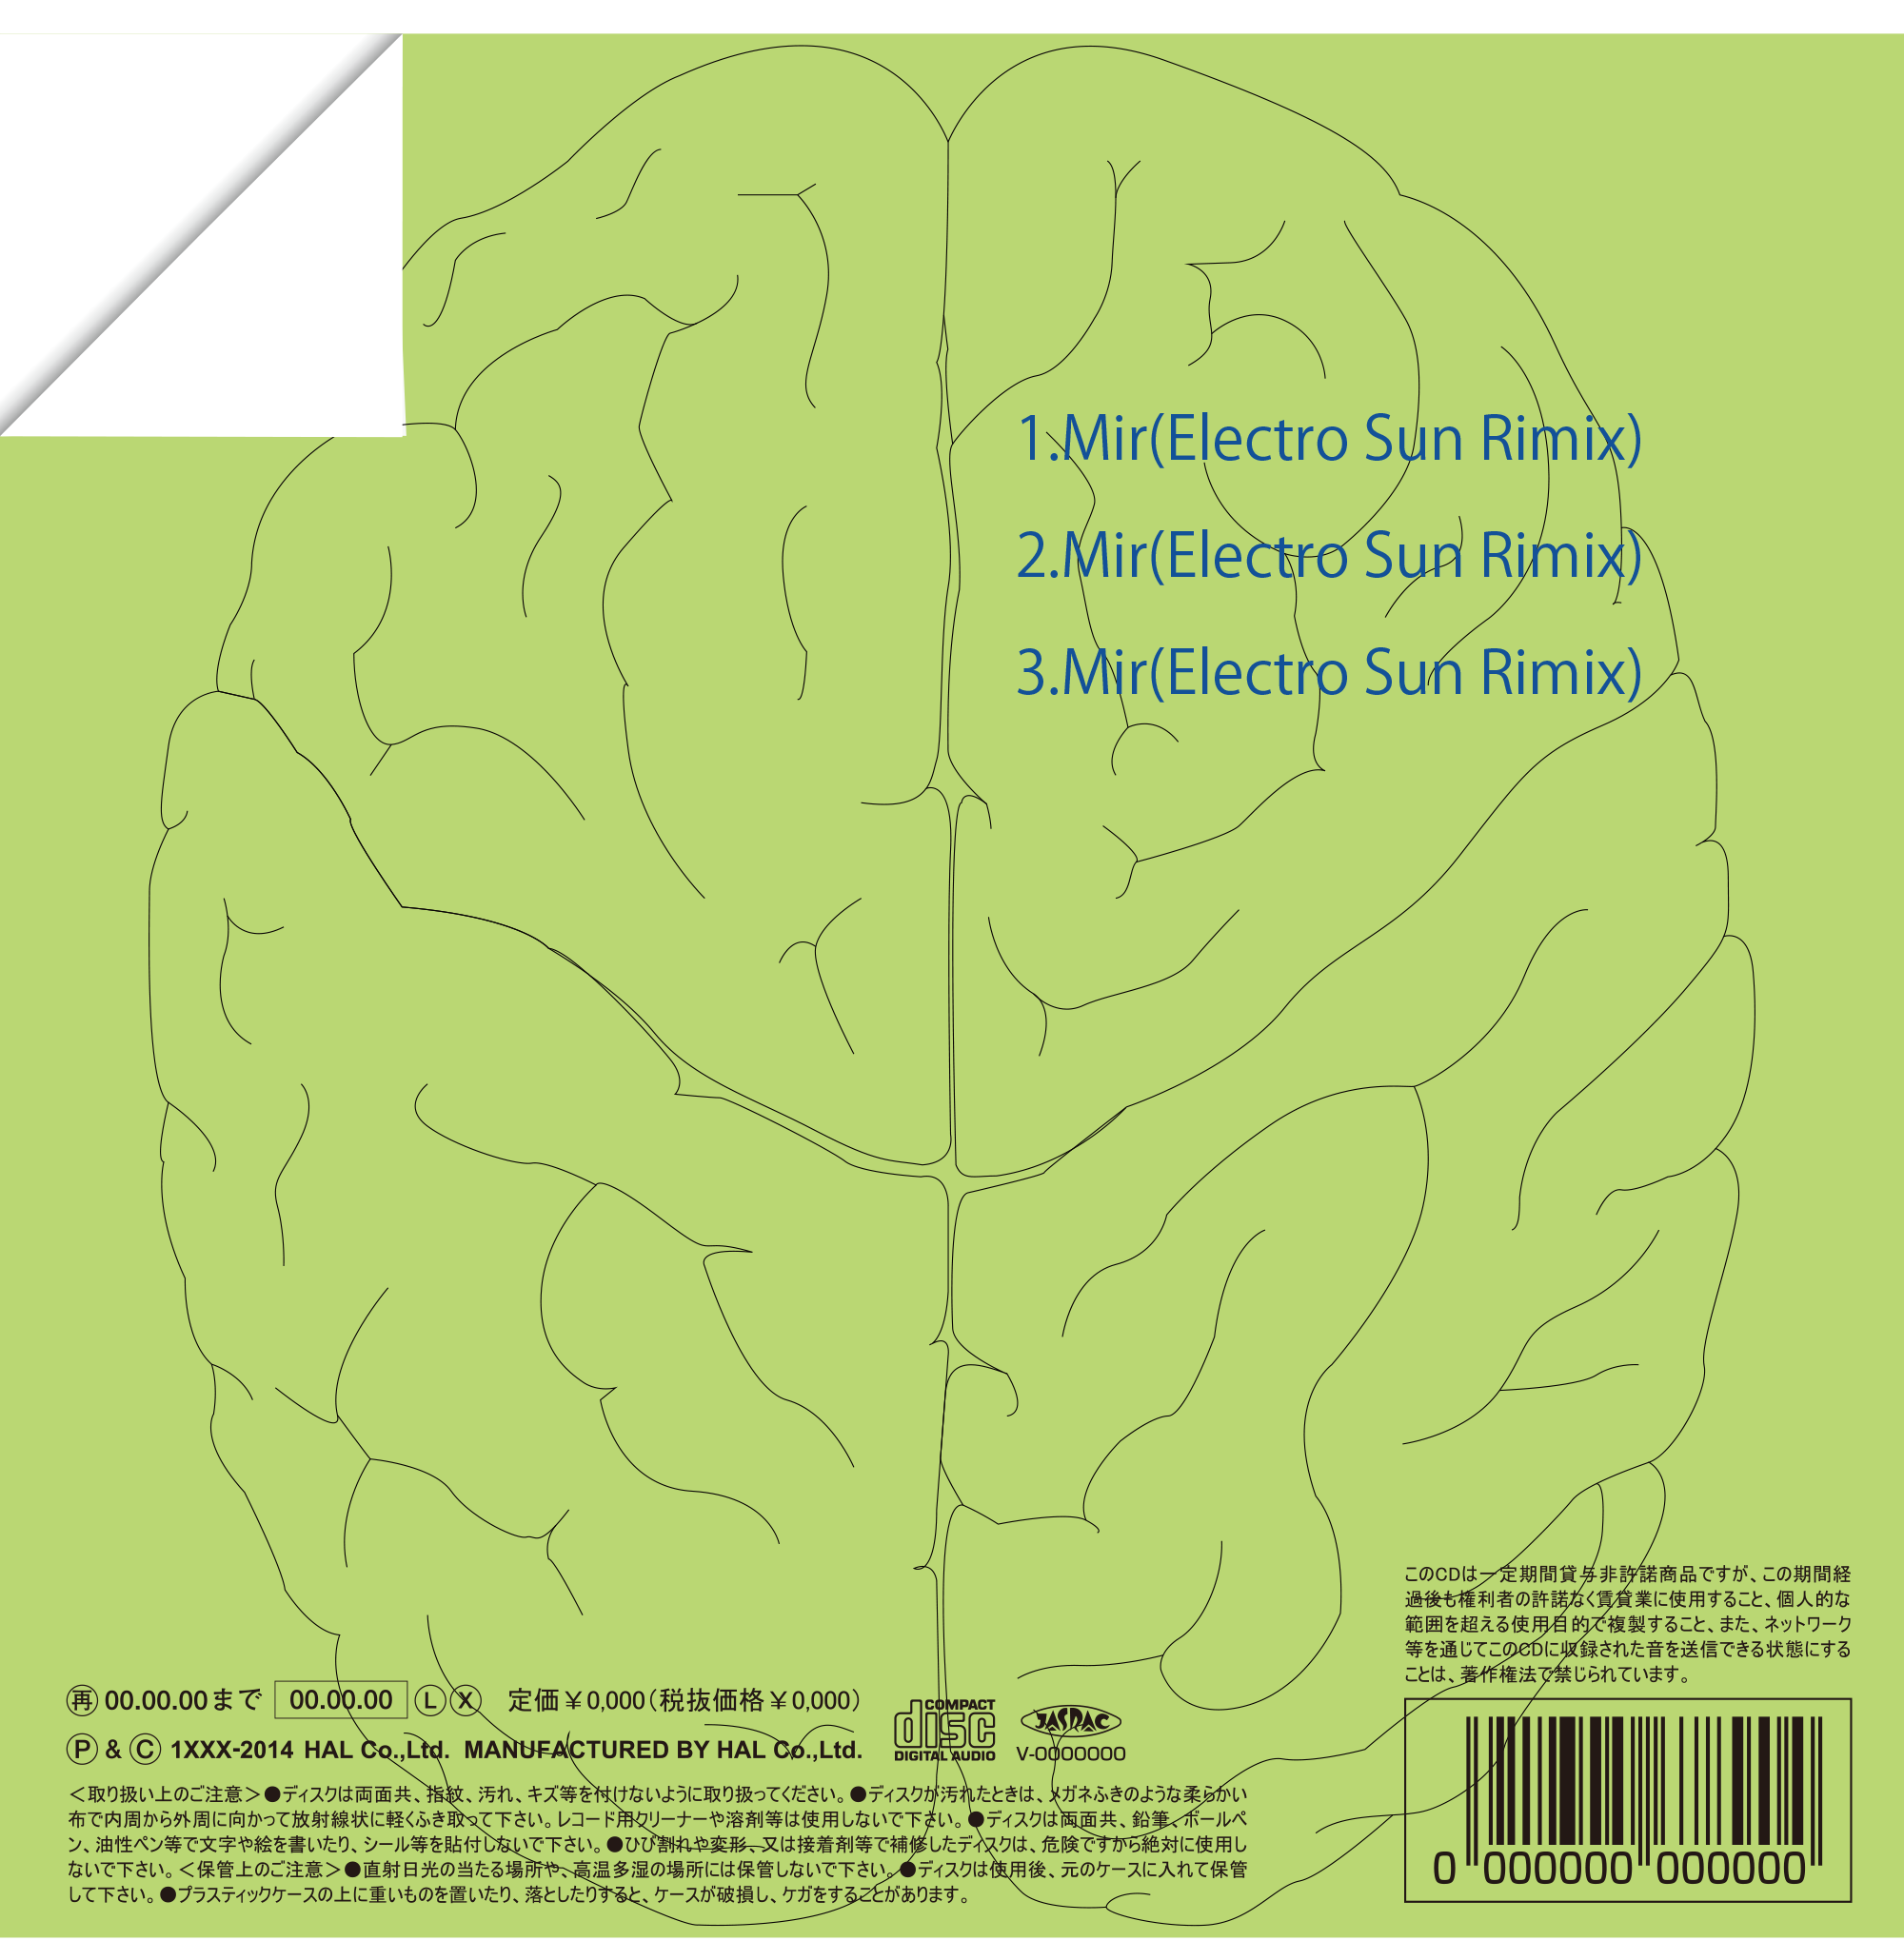 1.Mir(Electro Sun Rimix)
2.Mir(Electro Sun Rimix)
3.Mir(Electro Sun Rimix)
このCDは一定期間貸与非許諾商品ですが、この期間経
過後も権利者の許諾なく賃貸業に使用すること、個人的な
範囲を超える使用目的で複製すること、また、ネットワーク
等を通じてこのCDに収録された音を送信できる状態にする
ことは、著作権法で禁じられています。
再 00.00.00まで 00.00.00 L X 定価￥0,000（税抜価格￥0,000）
Ⓟ & Ⓒ 1XXX-2014 HAL Co.,Ltd. MANUFACTURED BY HAL Co.,Ltd.
COMPACT
disc
DIGITAL AUDIO
JASPAC
V-0000000
＜取り扱い上のご注意＞●ディスクは両面共、指紋、汚れ、キズ等を付けないように取り扱ってください。●ディスクが汚れたときは、メガネふきのような柔らかい
布で内周から外周に向かって放射線状に軽くふき取って下さい。レコード用クリーナーや溶剤等は使用しないで下さい。●ディスクは両面共、鉛筆、ボールペ
ン、油性ペン等で文字や絵を書いたり、シール等を貼付しないで下さい。●ひび割れや変形、又は接着剤等で補修したディスクは、危険ですから絶対に使用し
ないで下さい。＜保管上のご注意＞●直射日光の当たる場所や、高温多湿の場所には保管しないで下さい。●ディスクは使用後、元のケースに入れて保管
して下さい。●プラスティックケースの上に重いものを置いたり、落としたりすると、ケースが破損し、ケガをすることがあります。
0 000000 000000